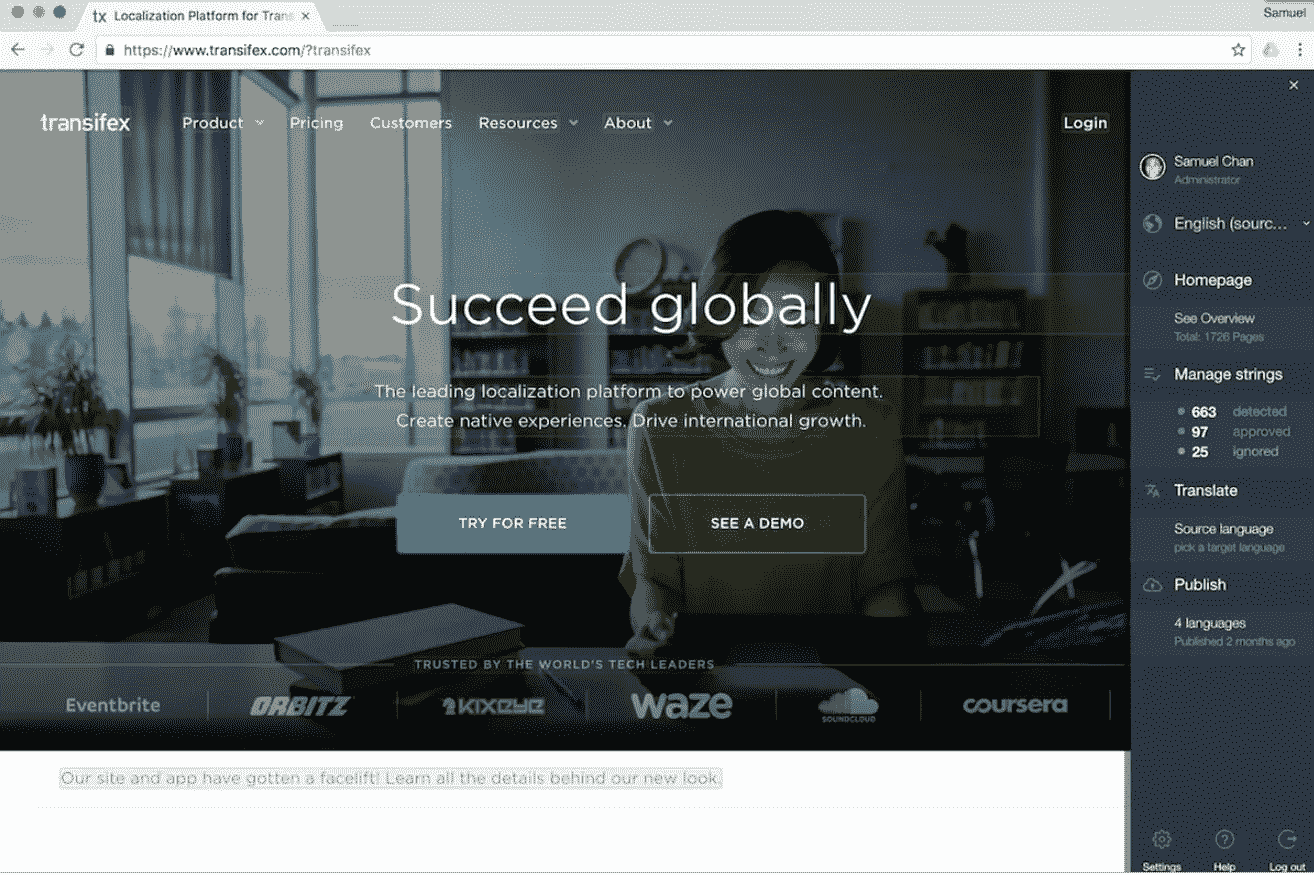 tx Localization Platform for Trans
Samuel
https://www.transifex.com/?transifex
transifex Product Pricing Customers Resources About Login
Succeed globally
The leading localization platform to power global content.
Create native experiences. Drive international growth.
TRY FOR FREE SEE A DEMO
TRUSTED BY THE WORLD'S TECH LEADERS
Eventbrite ORBITZ KIXEYE waze SOUNDCLOUD coursera
Our site and app have gotten a facelift! Learn all the details behind our new look.
Samuel Chan
Administrator
English (sourc...
Homepage
See Overview
Total: 1726 Pages
Manage strings
663 detected
97 approved
25 ignored
Translate
Source language
pick a target language
Publish
4 languages
Published 2 months ago
Settings Help Log out